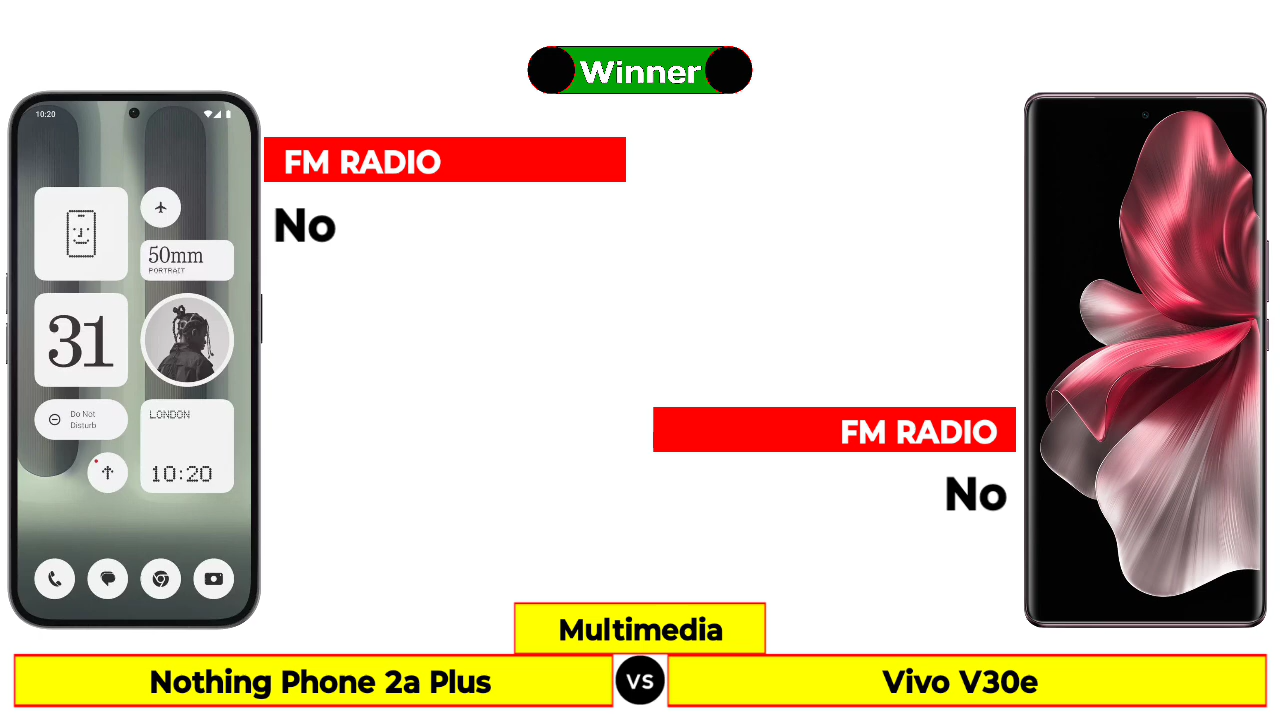 Winner
10:20
FM RADIO
No
50mm
PORTRAIT
31
Do Not
Disturb
LONDON
10:20
FM RADIO
No
Multimedia
Nothing Phone 2a Plus
VS
Vivo V30e